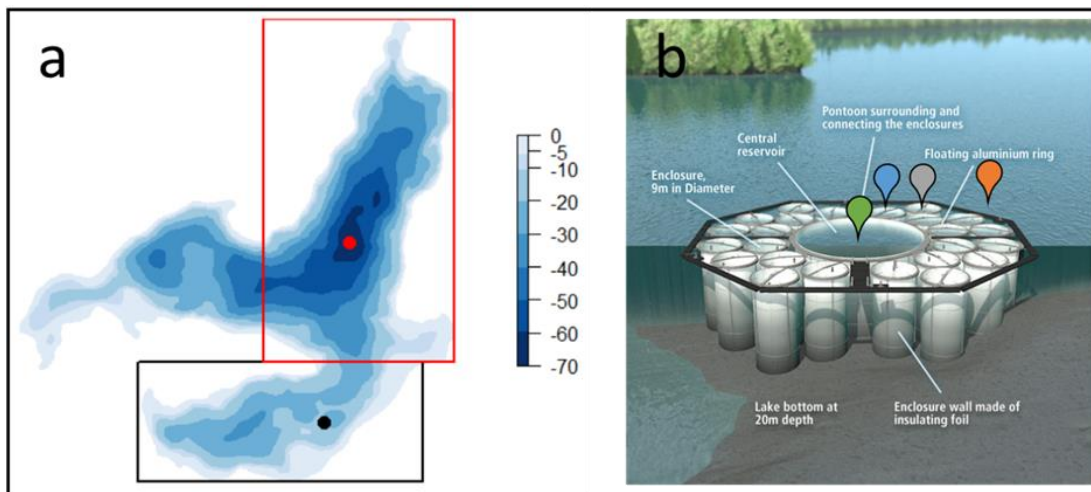 a
0
-5
-10
-20
-30
-40
-50
-60
-70
b
Pontoon surrounding and
connecting the enclosures
Central
reservoir
Floating aluminium ring
Enclosure,
9m in Diameter
Lake bottom at
20m depth
Enclosure wall made of
insulating foil